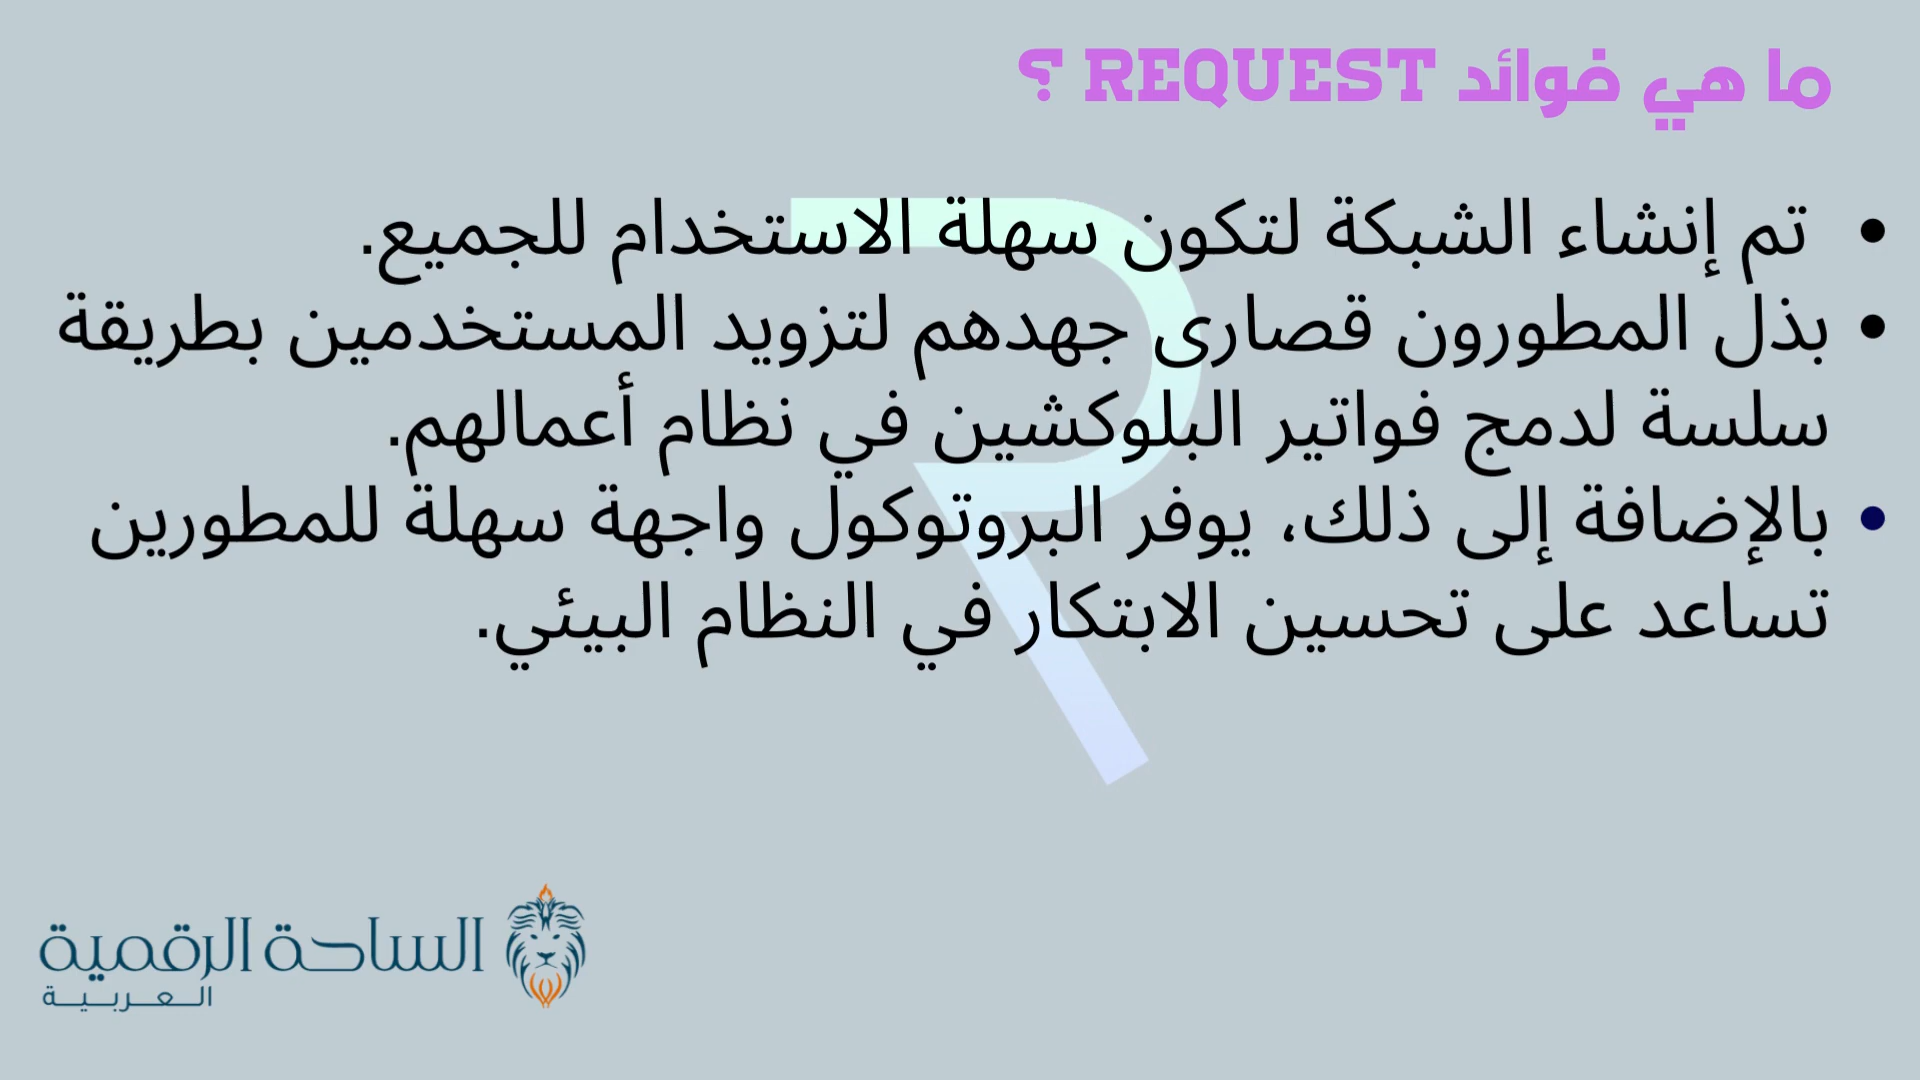 ما هي فوائد REQUEST ؟
• تم إنشاء الشبكة لتكون سهلة الاستخدام للجميع.
• بذل المطورون قصارى جهدهم لتزويد المستخدمين بطريقة
سلسة لدمج فواتير البلوكشين في نظام أعمالهم.
• بالإضافة إلى ذلك، يوفر البروتوكول واجهة سهلة للمطورين
تساعد على تحسين الابتكار في النظام البيئي.
الساحة الرقمية
العربية